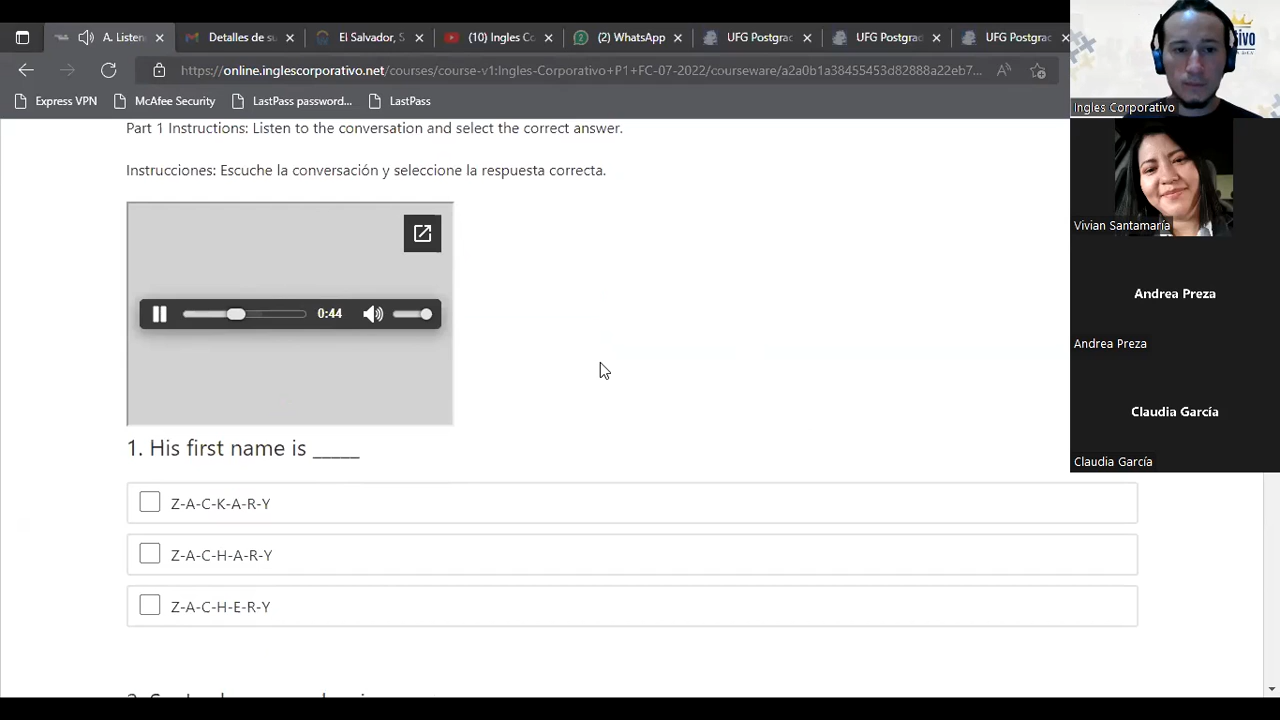 A. Listen
Detalles de su
El Salvador, S
(10) Ingles Co
(2) WhatsApp
UFG Postgrad
UFG Postgrad
UFG Postgrad
https://online.inglescorporativo.net/courses/course-v1:Ingles-Corporativo+P1+FC-07-2022/courseware/a2a0b1a38455453d82888a22eb7...
Express VPN
McAfee Security
LastPass password...
LastPass
Part 1 Instructions: Listen to the conversation and select the correct answer.
Instrucciones: Escuche la conversación y seleccione la respuesta correcta.
0:44
1. His first name is _____
Z-A-C-K-A-R-Y
Z-A-C-H-A-R-Y
Z-A-C-H-E-R-Y
Ingles Corporativo
Vivian Santamaría
Andrea Preza
Andrea Preza
Claudia García
Claudia García